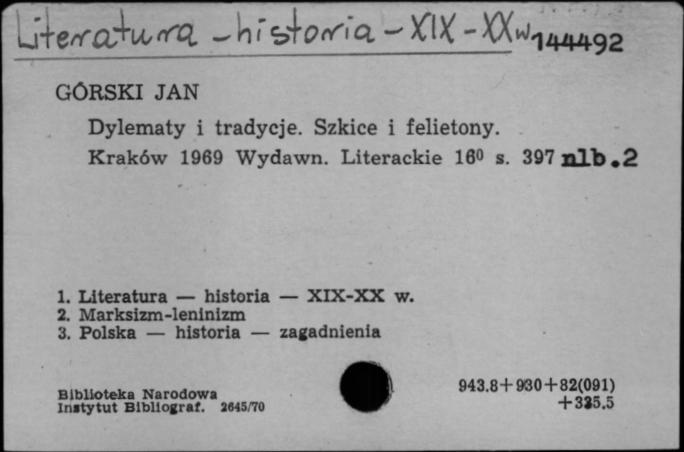 Literatura - historia - XIX - XX w. 144492
GÓRSKI JAN
Dylematy i tradycje. Szkice i felietony.
Kraków 1969 Wydawn. Literackie 16⁰ s. 397 nlb.2
1. Literatura — historia — XIX-XX w.
2. Marksizm-leninizm
3. Polska — historia — zagadnienia
943.8+930+82(091)
Biblioteka Narodowa
+335.5
Instytut Bibliograf. 2645/70